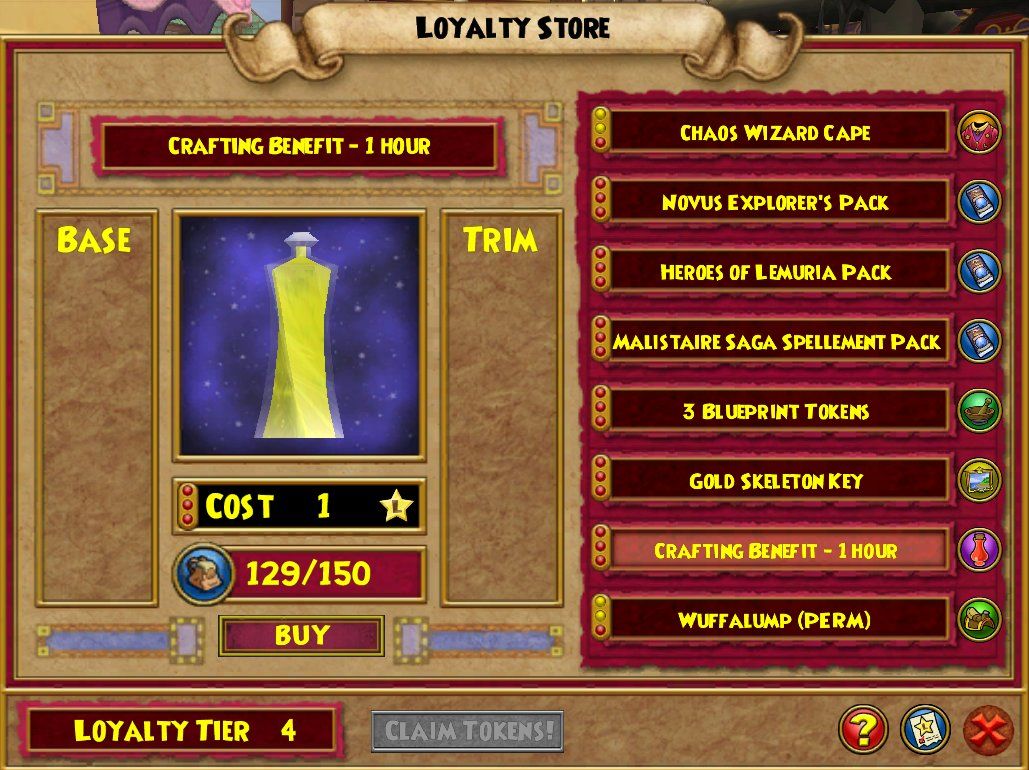 LOYALTY STORE
CRAFTING BENEFIT - 1 HOUR
BASE
TRIM
COST 1 L
129/150
BUY
CHAOS WIZARD CAPE
NOVUS EXPLORER'S PACK
HEROES OF LEMURIA PACK
MALISTAIRE SAGA SPELLEMENT PACK
3 BLUEPRINT TOKENS
GOLD SKELETON KEY
CRAFTING BENEFIT - 1 HOUR
WUFFALUMP (PERM)
LOYALTY TIER 4
CLAIM TOKENS!
?